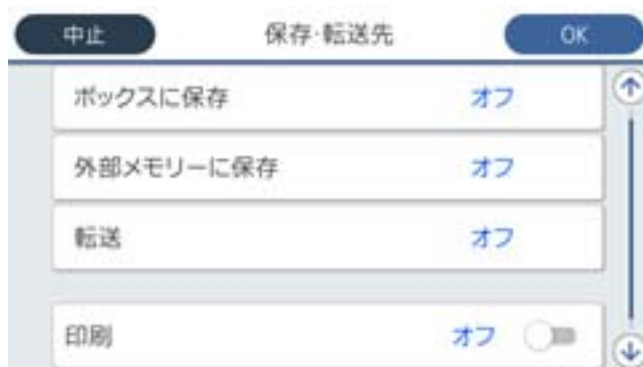 中止 保存·転送先 OK
ボックスに保存 オフ
外部メモリーに保存 オフ
転送 オフ
印刷 オフ